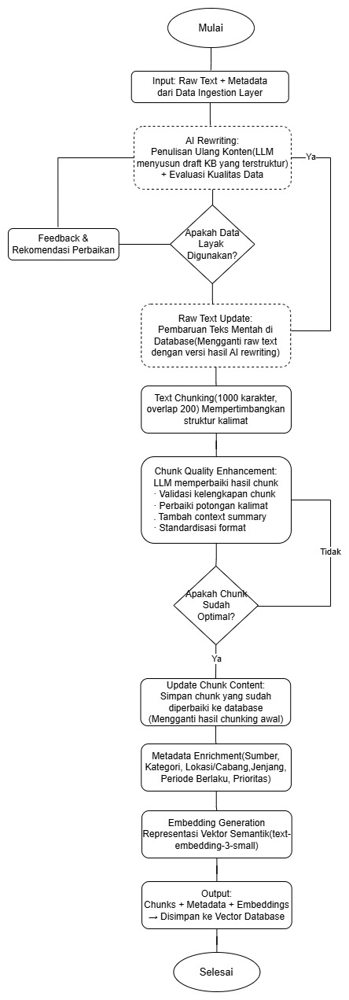 Mulai
Input: Raw Text + Metadata
dari Data Ingestion Layer
AI Rewriting:
Penulisan Ulang Konten(LLM
menyusun draft KB yang terstruktur)
+ Evaluasi Kualitas Data
Ya
Apakah Data
Layak
Digunakan?
Feedback &
Rekomendasi Perbaikan
Raw Text Update:
Pembaruan Teks Mentah di
Database(Mengganti raw text
dengan versi hasil AI rewriting)
Text Chunking(1000 karakter,
overlap 200) Mempertimbangkan
struktur kalimat
Chunk Quality Enhancement:
LLM memperbaiki hasil chunk
· Validasi kelengkapan chunk
· Perbaiki potongan kalimat
. Tambah context summary
· Standardisasi format
Tidak
Apakah Chunk
Sudah
Optimal?
Ya
Update Chunk Content:
Simpan chunk yang sudah
diperbaiki ke database
(Mengganti hasil chunking awal)
Metadata Enrichment(Sumber,
Kategori, Lokasi/Cabang,Jenjang,
Periode Berlaku, Prioritas)
Embedding Generation
Representasi Vektor Semantik(text-
embedding-3-small)
Output:
Chunks + Metadata + Embeddings
→ Disimpan ke Vector Database
Selesai